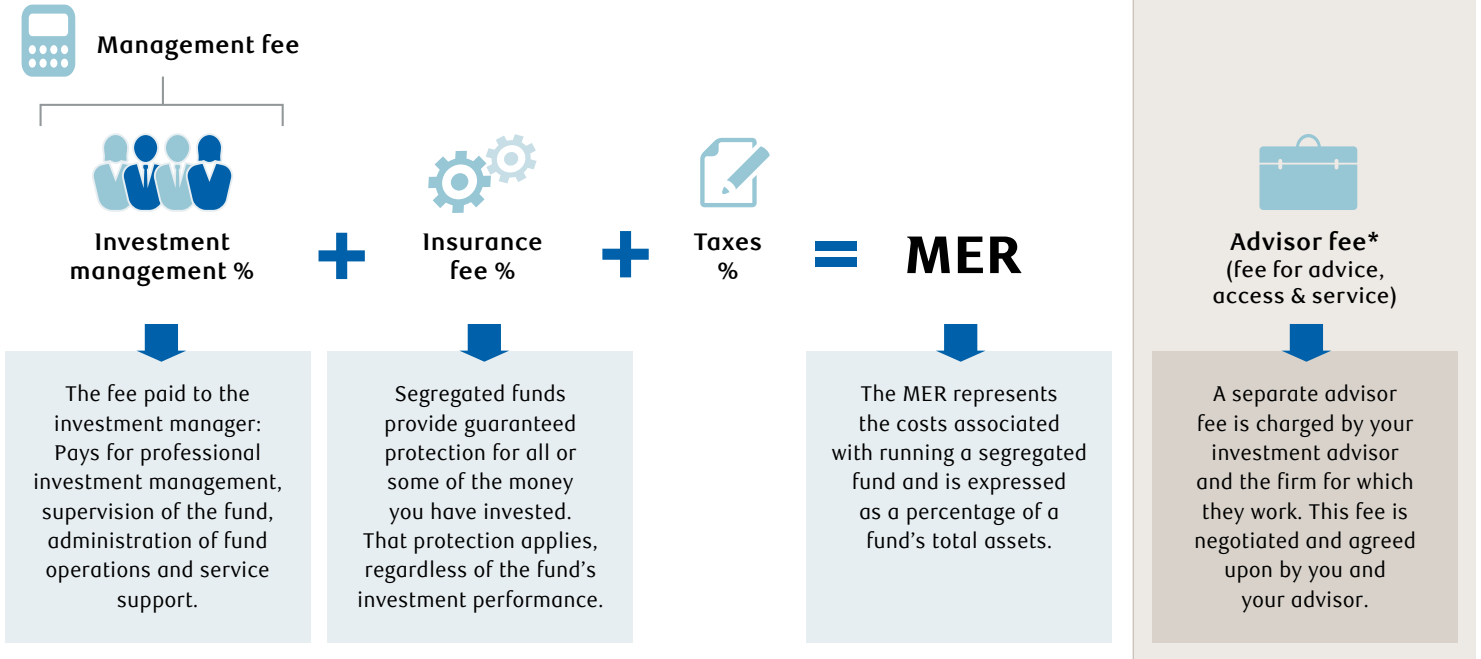 Management fee
Investment
management %
+
Insurance
fee %
+
Taxes
%
=
MER
Advisor fee*
(fee for advice,
access & service)
The fee paid to the
investment manager:
Pays for professional
investment management,
supervision of the fund,
administration of fund
operations and service
support.
Segregated funds
provide guaranteed
protection for all or
some of the money
you have invested.
That protection applies,
regardless of the fund’s
investment performance.
The MER represents
the costs associated
with running a segregated
fund and is expressed
as a percentage of a
fund’s total assets.
A separate advisor
fee is charged by your
investment advisor
and the firm for which
they work. This fee is
negotiated and agreed
upon by you and
your advisor.